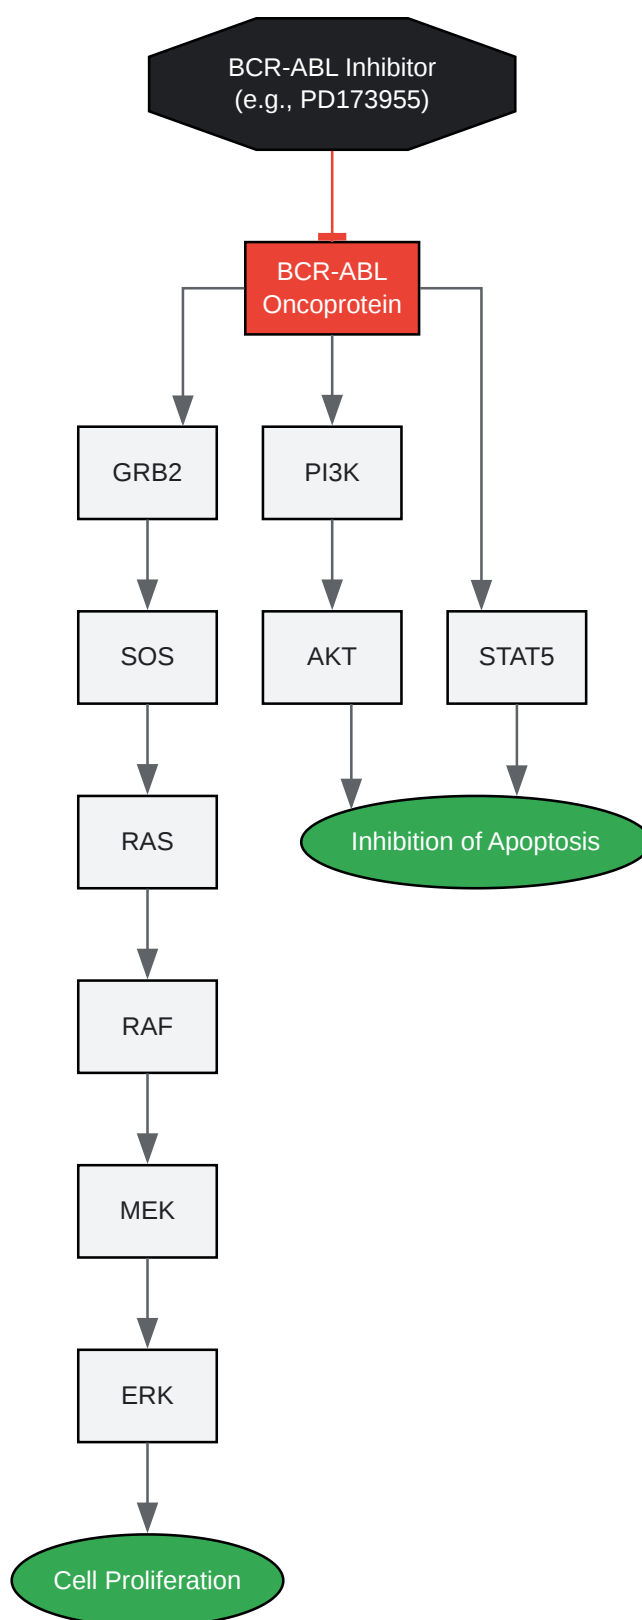 BCR-ABL Inhibitor
(e.g., PD173955)
BCR-ABL
Oncoprotein
GRB2
PI3K
SOS
AKT
STAT5
RAS
Inhibition of Apoptosis
RAF
MEK
ERK
Cell Proliferation